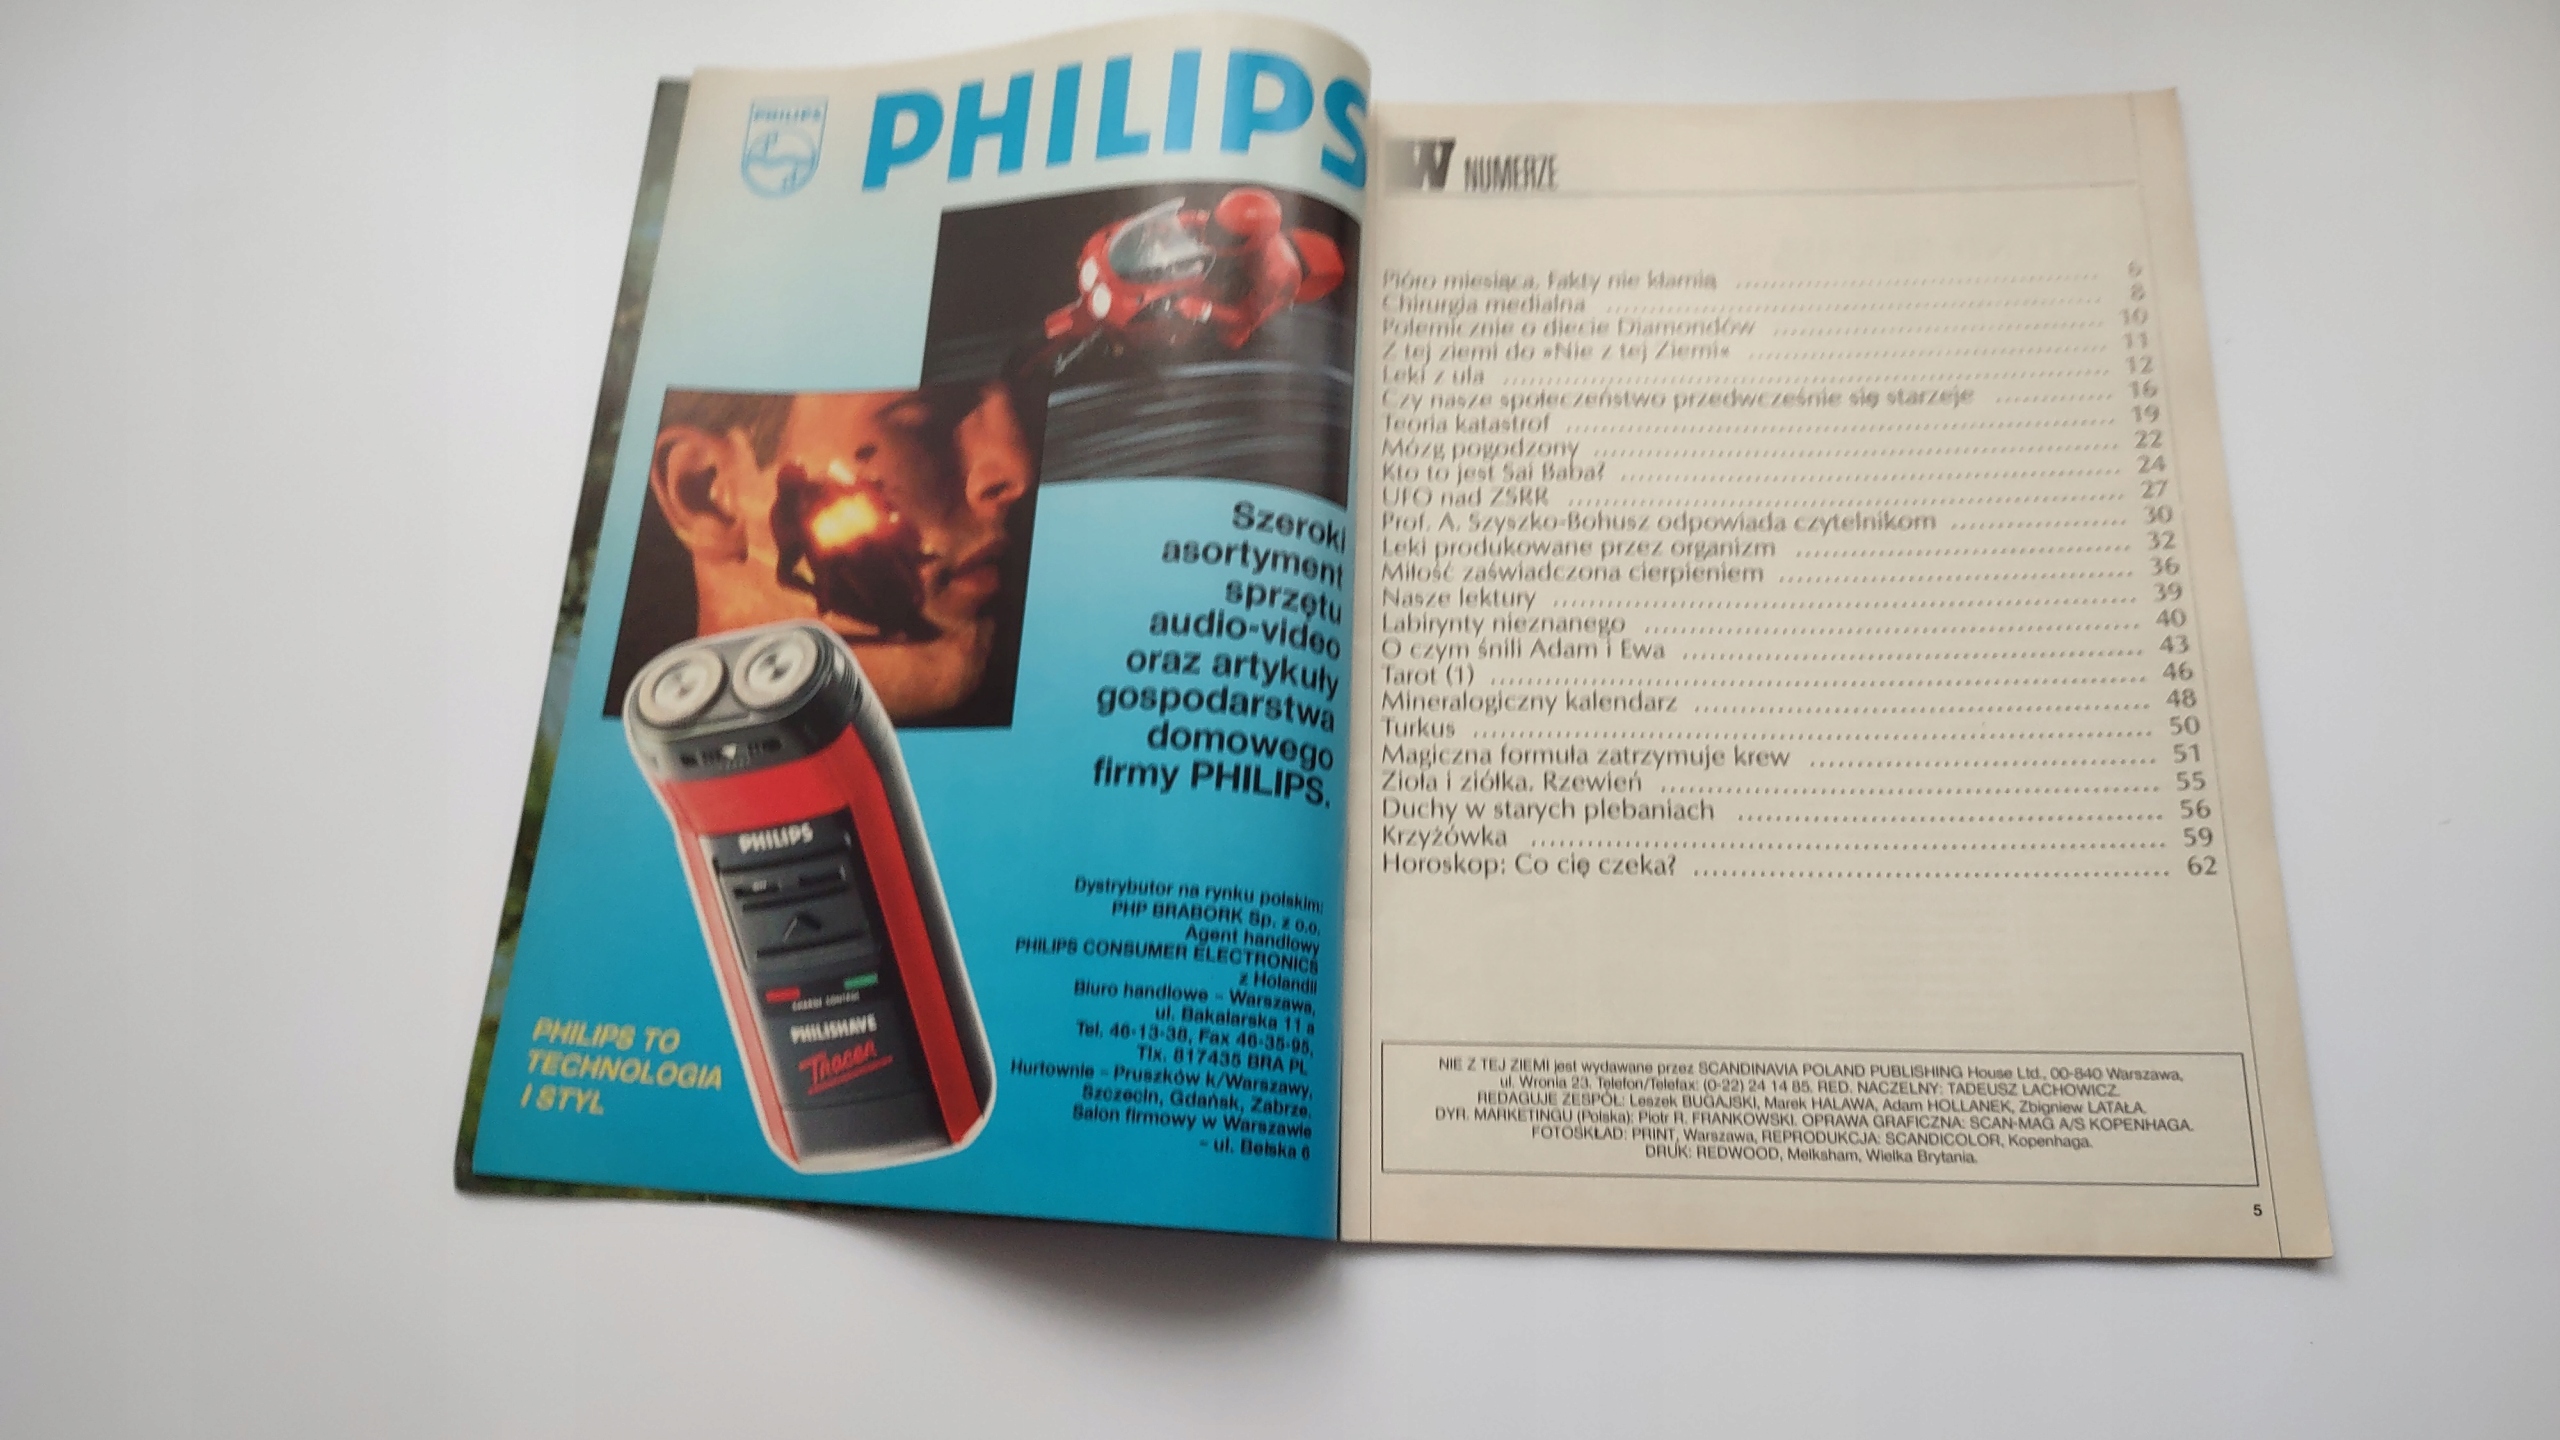 PHILIPS
PHILIPS
Szeroki
asortyment
sprzętu
audio-video
oraz artykuły
gospodarstwa
domowego
firmy PHILIPS.
PHILIPS
PHILISHAVE
Tracer
Dystrybutor na rynku polskim:
PHP BRABORK Sp. z o.o.
Agent handlowy
PHILIPS CONSUMER ELECTRONICS
z Holandii
Biuro handlowe – Warszawa,
ul. Bakalarska 11 a
Tel. 46-13-38, Fax 46-35-95,
Tlx. 817435 BRA PL
Hurtownie – Pruszków k/Warszawy,
Szczecin, Gdańsk, Zabrze,
Salon firmowy w Warszawie
– ul. Belska 6
PHILIPS TO
TECHNOLOGIA
I STYL
W NUMERZE
Pióro miesiąca. Fakty nie kłamią 6
Chirurgia medialna 8
Polemicznie o diecie Diamondów 10
Z tej ziemi do »Nie z tej Ziemi« 11
Leki z ula 12
Czy nasze społeczeństwo przedwcześnie się starzeje 16
Teoria katastrof 19
Mózg pogodzony 22
Kto to jest Sai Baba? 24
UFO nad ZSRR 27
Prof. A. Szyszko-Bohusz odpowiada czytelnikom 30
Leki produkowane przez organizm 32
Miłość zaświadczona cierpieniem 36
Nasze lektury 39
Labirynty nieznanego 40
O czym śnili Adam i Ewa 43
Tarot (1) 46
Mineralogiczny kalendarz 48
Turkus 50
Magiczna formuła zatrzymuje krew 51
Zioła i ziółka. Rzewień 55
Duchy w starych plebaniach 56
Krzyżówka 59
Horoskop: Co cię czeka? 62
NIE Z TEJ ZIEMI jest wydawane przez SCANDINAVIA POLAND PUBLISHING House Ltd., 00-840 Warszawa,
ul. Wronia 23. Telefon/Telefax: (0-22) 24 14 85. RED. NACZELNY: TADEUSZ LACHOWICZ.
REDAGUJE ZESPÓŁ: Leszek BUGAJSKI, Marek HALAWA, Adam HOLLANEK, Zbigniew LATAŁA.
DYR. MARKETINGU (Polska): Piotr R. FRANKOWSKI. OPRAWA GRAFICZNA: SCAN-MAG A/S KOPENHAGA.
FOTOSKŁAD: PRINT, Warszawa, REPRODUKCJA: SCANDICOLOR, Kopenhaga.
DRUK: REDWOOD, Melksham, Wielka Brytania.
5